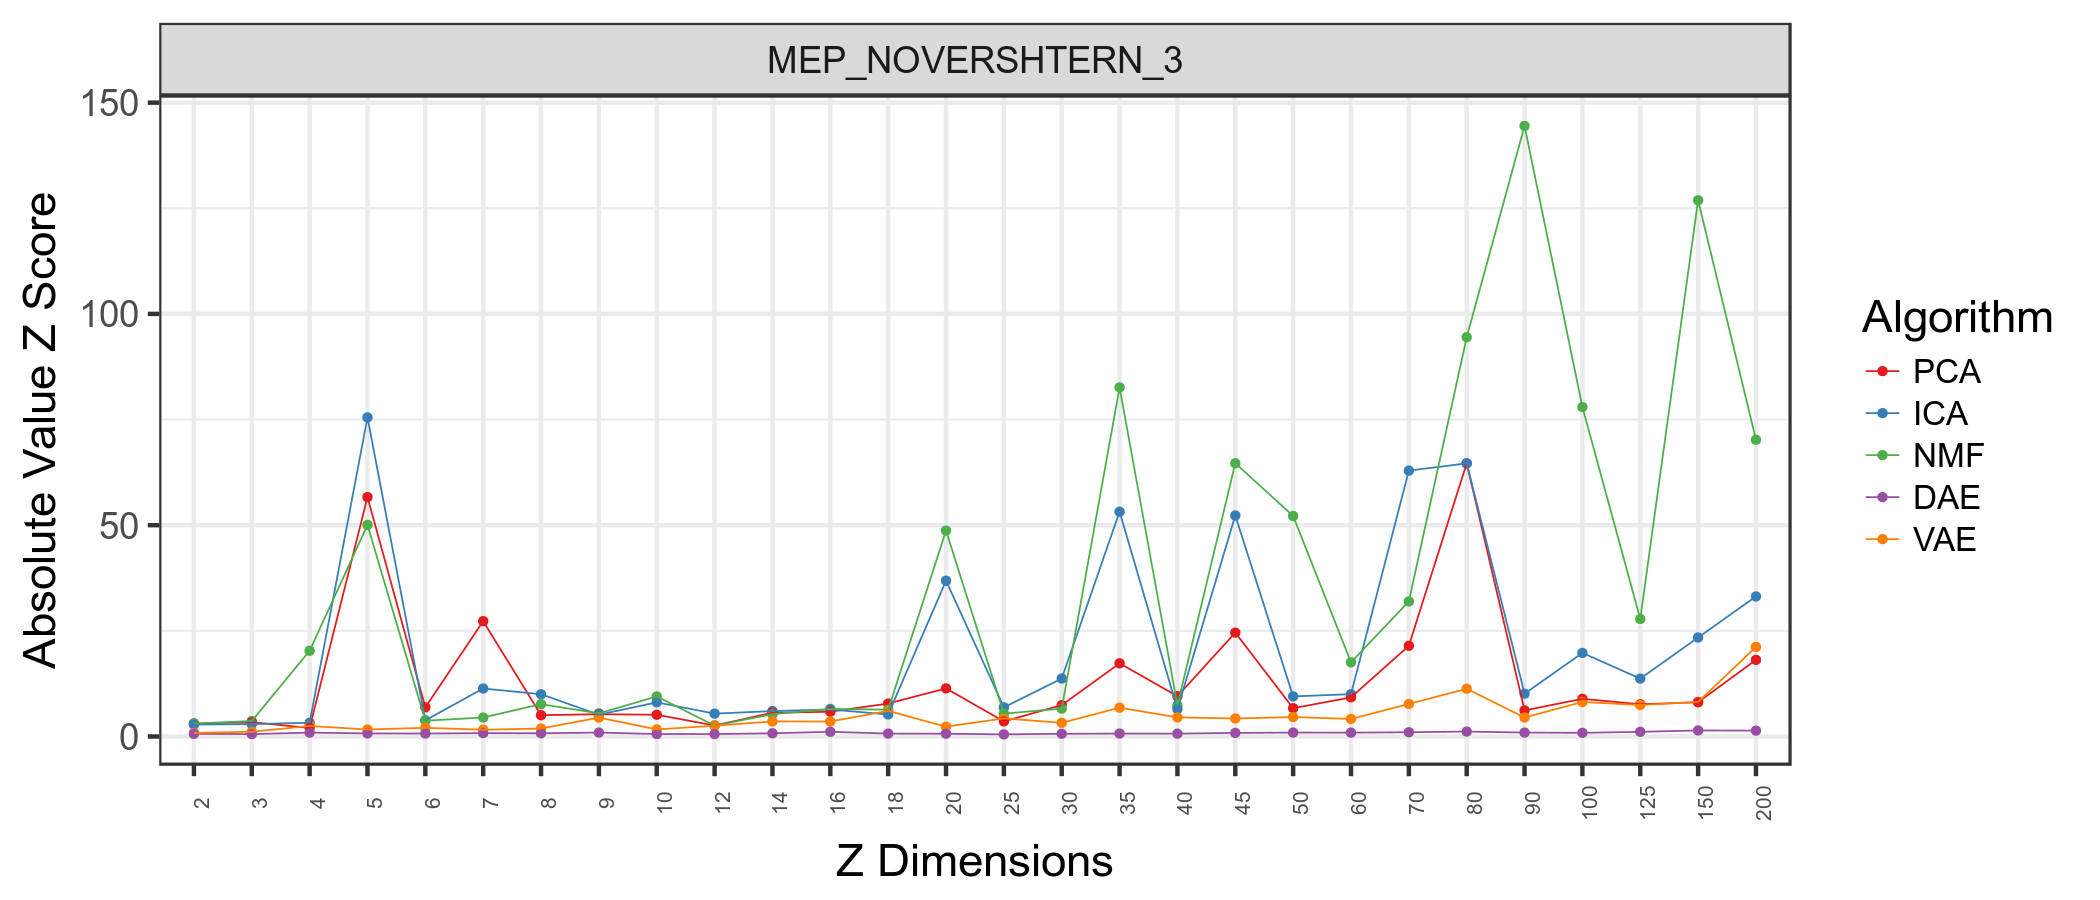 MEP_NOVERSHTERN_3
150
100
50
0
Absolute Value Z Score
2 3 4 5 6 7 8 9 10 12 14 16 18 20 25 30 35 40 45 50 60 70 80 90 100 125 150 200
Z Dimensions
Algorithm
PCA
ICA
NMF
DAE
VAE